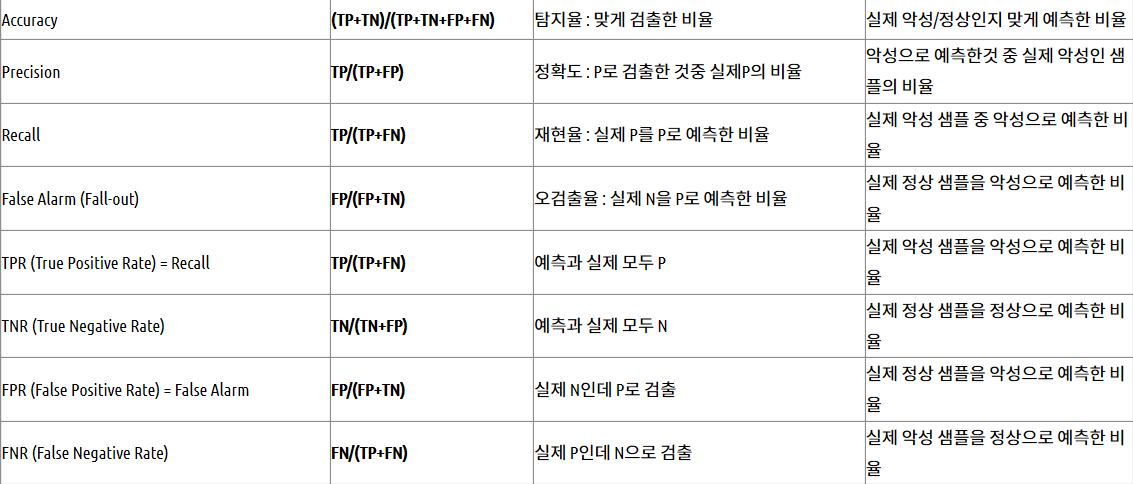 Accuracy
(TP+TN)/(TP+TN+FP+FN)
탐지율 : 맞게 검출한 비율
실제 악성/정상인지 맞게 예측한 비율
Precision
TP/(TP+FP)
정확도 : P로 검출한 것중 실제P의 비율
악성으로 예측한것 중 실제 악성인 샘
플의 비율
Recall
TP/(TP+FN)
재현율 : 실제 P를 P로 예측한 비율
실제 악성 샘플 중 악성으로 예측한 비
율
False Alarm (Fall-out)
FP/(FP+TN)
오검출율 : 실제 N을 P로 예측한 비율
실제 정상 샘플을 악성으로 예측한 비
율
TPR (True Positive Rate) = Recall
TP/(TP+FN)
예측과 실제 모두 P
실제 악성 샘플을 악성으로 예측한 비
율
TNR (True Negative Rate)
TN/(TN+FP)
예측과 실제 모두 N
실제 정상 샘플을 정상으로 예측한 비
율
FPR (False Positive Rate) = False Alarm
FP/(FP+TN)
실제 N인데 P로 검출
실제 정상 샘플을 악성으로 예측한 비
율
FNR (False Negative Rate)
FN/(TP+FN)
실제 P인데 N으로 검출
실제 악성 샘플을 정상으로 예측한 비
율